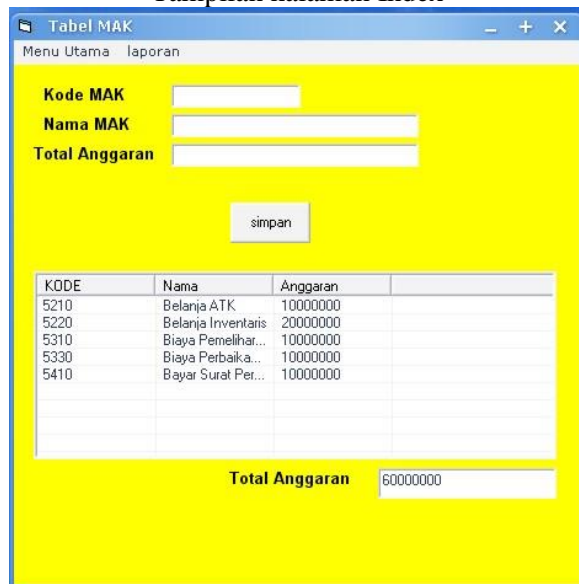 Tabel MAK
Menu Utama laporan
Kode MAK
Nama MAK
Total Anggaran
simpan
KODE Nama Anggaran
5210 Belanja ATK 10000000
5220 Belanja Inventaris 20000000
5310 Biaya Pemelihar... 10000000
5330 Biaya Perbaika... 10000000
5410 Bayar Surat Per... 10000000
Total Anggaran 60000000